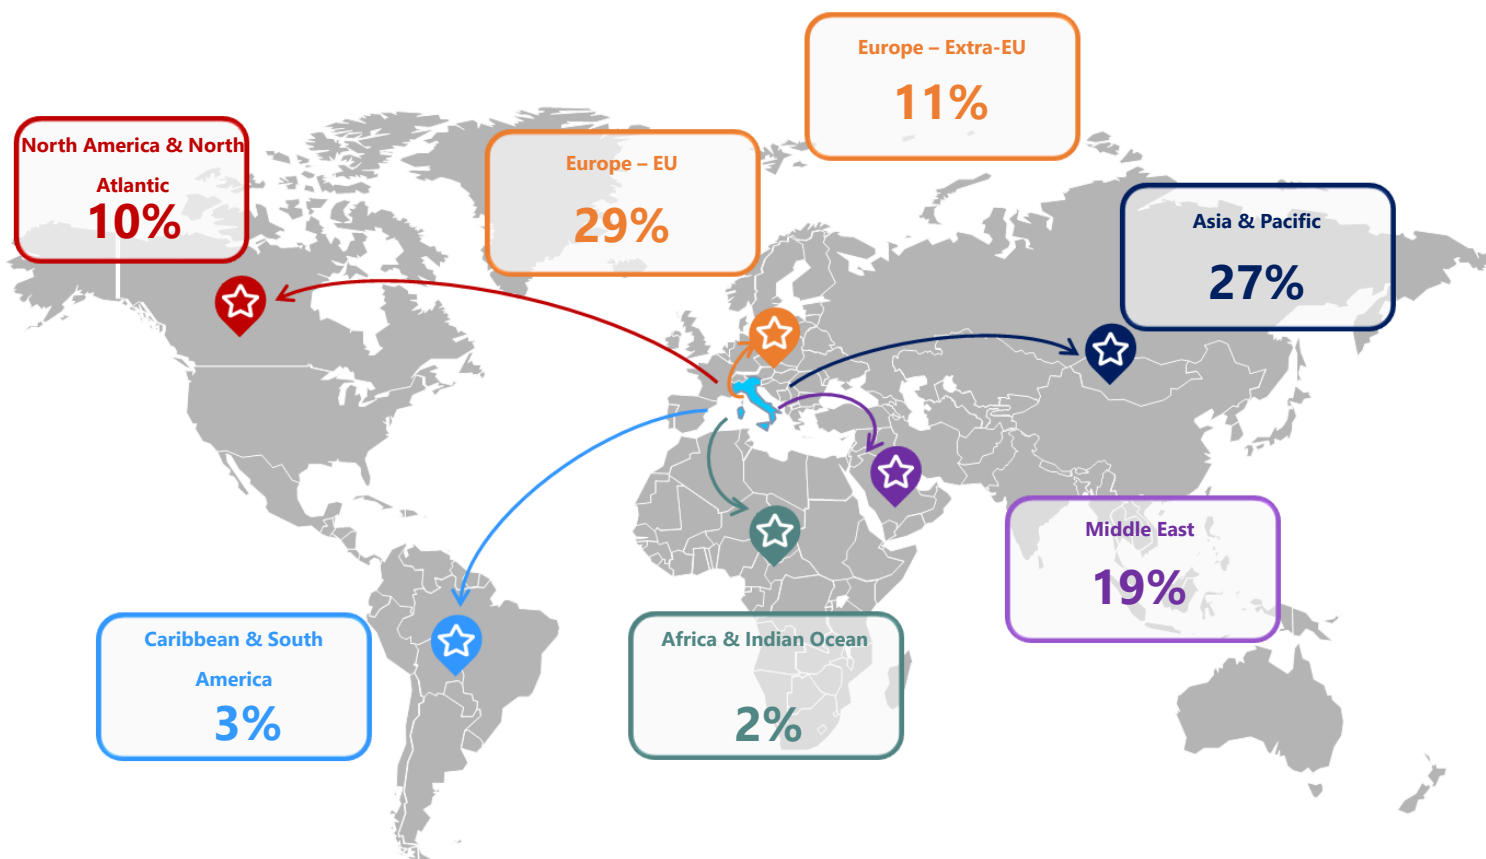 Europe – Extra-EU
11%
North America & North
Atlantic
10%
Europe – EU
29%
Asia & Pacific
27%
Middle East
19%
Caribbean & South
America
3%
Africa & Indian Ocean
2%